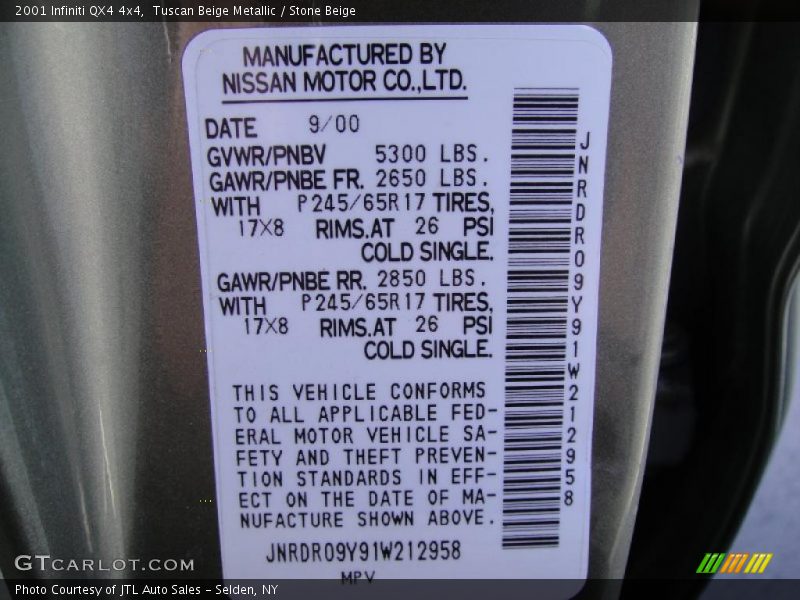 2001 Infiniti QX4 4x4,  Tuscan Beige Metallic / Stone Beige
MANUFACTURED BY
NISSAN MOTOR CO.,LTD.
DATE 9/00
GVWR/PNBV 5300 LBS.
GAWR/PNBE FR. 2650 LBS.
WITH P245/65R17 TIRES,
17X8 RIMS,AT 26 PSI
COLD SINGLE.
GAWR/PNBE RR. 2850 LBS.
WITH P245/65R17 TIRES,
17X8 RIMS,AT 26 PSI
COLD SINGLE.
THIS VEHICLE CONFORMS
TO ALL APPLICABLE FED-
ERAL MOTOR VEHICLE SA-
FETY AND THEFT PREVEN-
TION STANDARDS IN EFF-
ECT ON THE DATE OF MA-
NUFACTURE SHOWN ABOVE.
JNRDR09Y91W212958
MPV
JNRDR09Y91W212958
GTCARLOT.COM
Photo Courtesy of JTL Auto Sales - Selden, NY